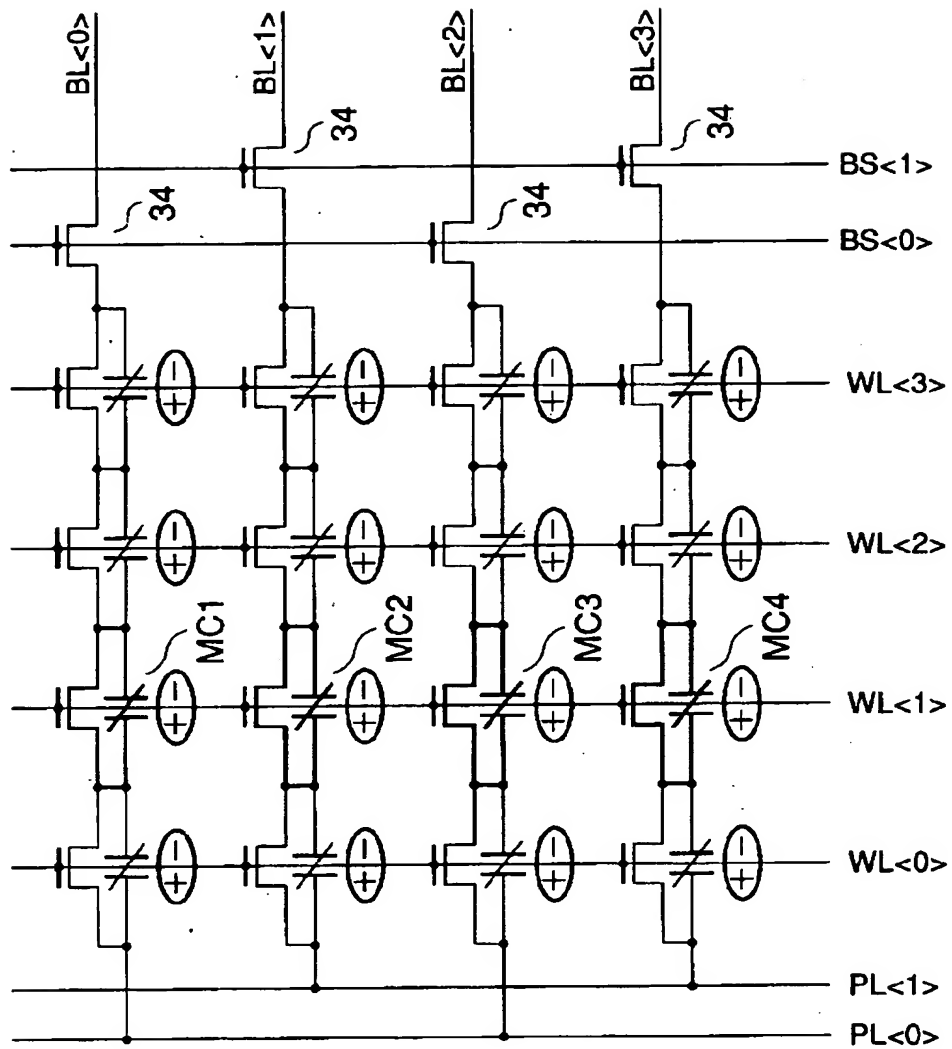 BL<0>
BL<1>
BL<2>
BL<3>
34
34
34
34
BS<1>
BS<0>
− + − + − + − +
WL<3>
− + − + − + − +
WL<2>
MC1
MC2
MC3
MC4
− + − + − + − +
WL<1>
− + − + − + − +
WL<0>
PL<1>
PL<0>